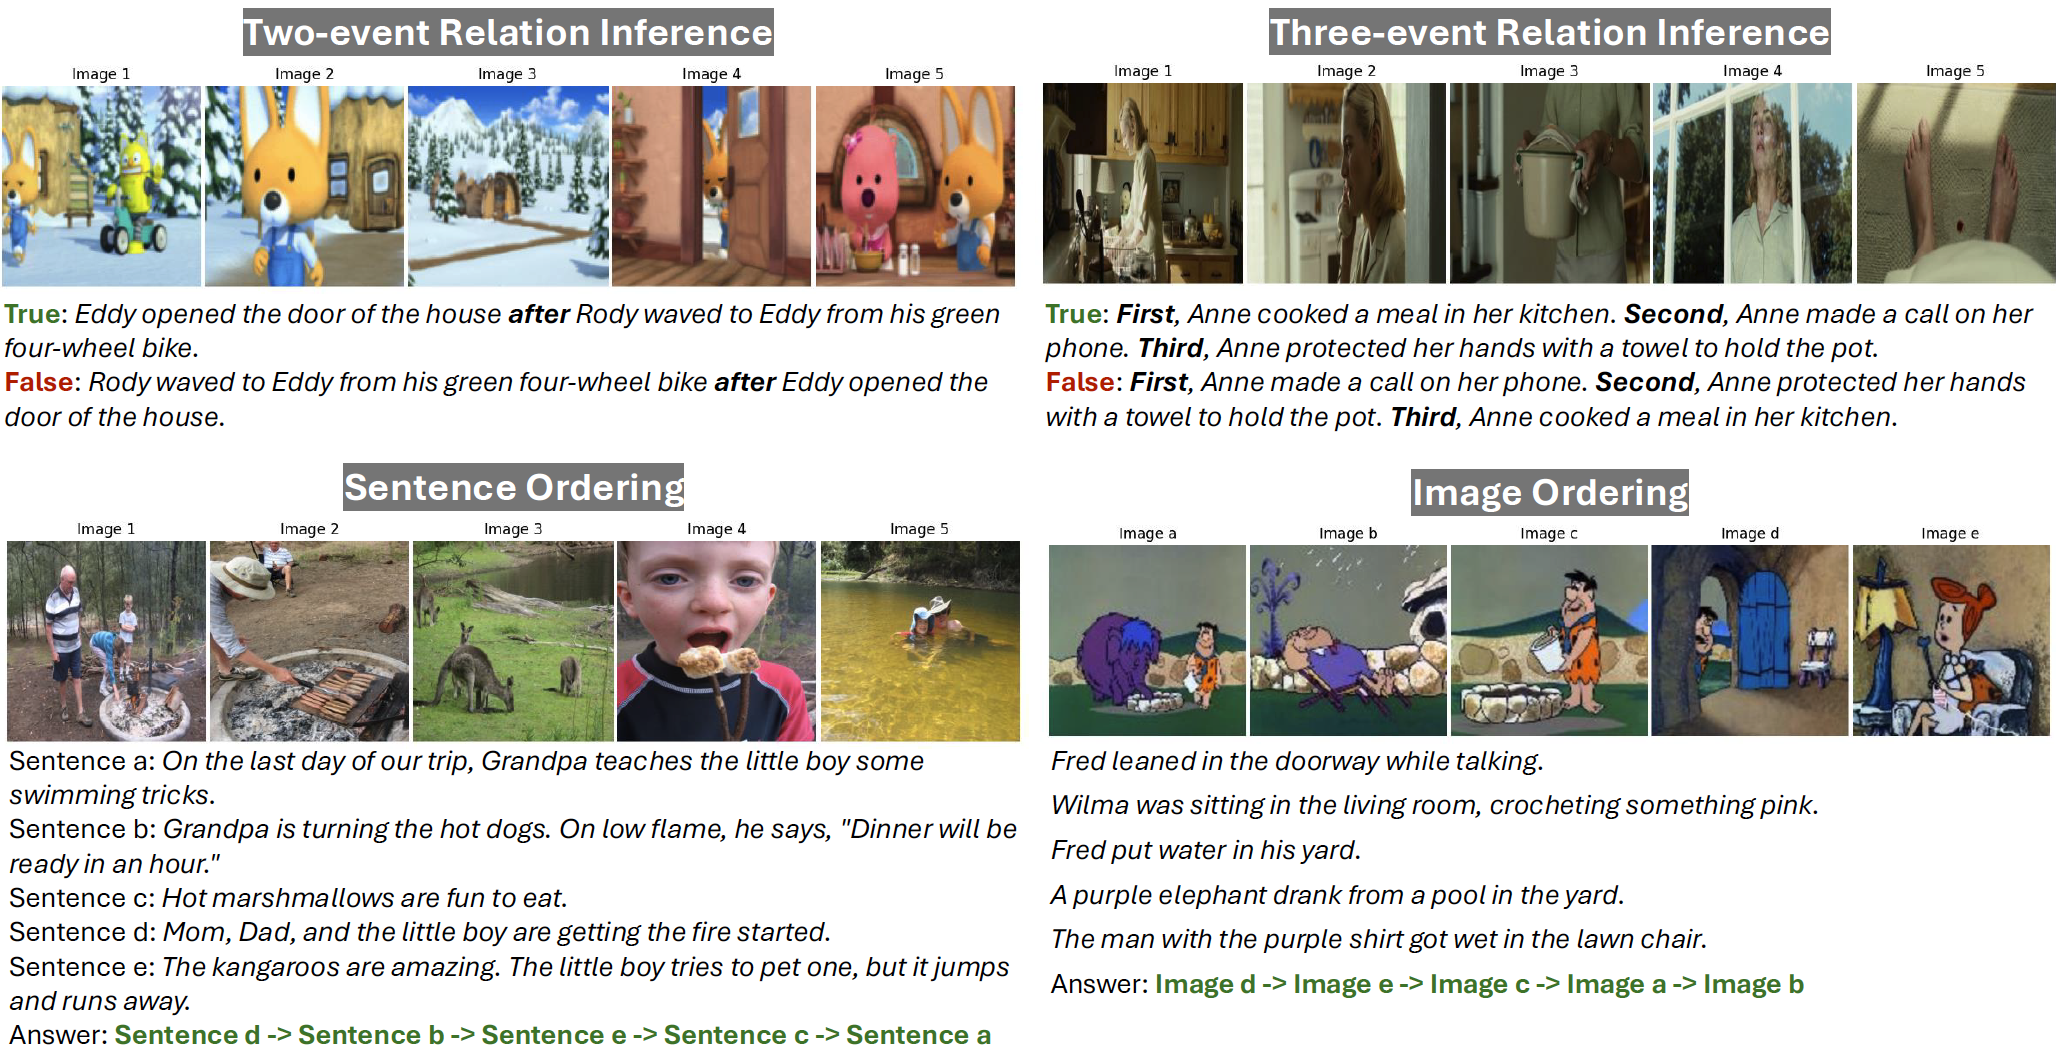 Two-event Relation Inference
Image 1 Image 2 Image 3 Image 4 Image 5
True: Eddy opened the door of the house after Rody waved to Eddy from his green
four-wheel bike.
False: Rody waved to Eddy from his green four-wheel bike after Eddy opened the
door of the house.
Three-event Relation Inference
Image 1 Image 2 Image 3 Image 4 Image 5
True: First, Anne cooked a meal in her kitchen. Second, Anne made a call on her
phone. Third, Anne protected her hands with a towel to hold the pot.
False: First, Anne made a call on her phone. Second, Anne protected her hands
with a towel to hold the pot. Third, Anne cooked a meal in her kitchen.
Sentence Ordering
Image 1 Image 2 Image 3 Image 4 Image 5
Sentence a: On the last day of our trip, Grandpa teaches the little boy some
swimming tricks.
Sentence b: Grandpa is turning the hot dogs. On low flame, he says, "Dinner will be
ready in an hour."
Sentence c: Hot marshmallows are fun to eat.
Sentence d: Mom, Dad, and the little boy are getting the fire started.
Sentence e: The kangaroos are amazing. The little boy tries to pet one, but it jumps
and runs away.
Answer: Sentence d -> Sentence b -> Sentence e -> Sentence c -> Sentence a
Image Ordering
Image a Image b Image c Image d Image e
Fred leaned in the doorway while talking.
Wilma was sitting in the living room, crocheting something pink.
Fred put water in his yard.
A purple elephant drank from a pool in the yard.
The man with the purple shirt got wet in the lawn chair.
Answer: Image d -> Image e -> Image c -> Image a -> Image b